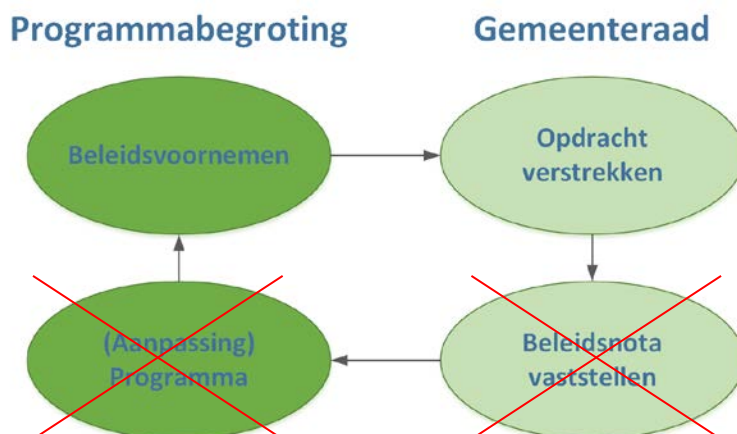 Programmabegroting
Gemeenteraad
Beleidsvoornemen
Opdracht
verstrekken
(Aanpassing)
Programma
Beleidsnota
vaststellen